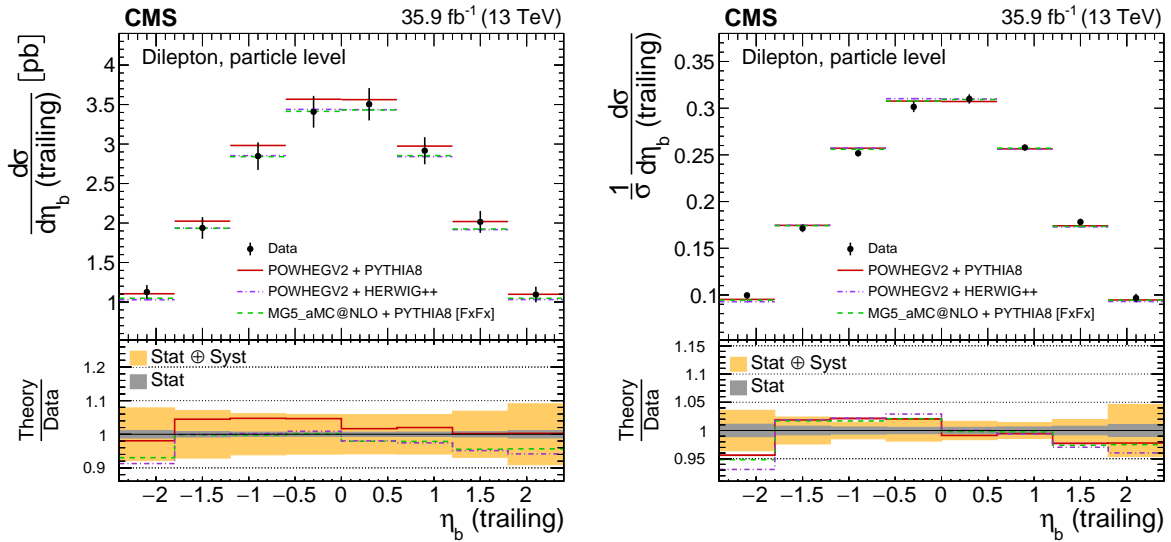 CMS 35.9 fb⁻¹ (13 TeV)
Dilepton, particle level
dσ / dη_b (trailing) [pb]
4
3.5
3
2.5
2
1.5
1
Data
POWHEGV2 + PYTHIA8
POWHEGV2 + HERWIG++
MG5_aMC@NLO + PYTHIA8 [FxFx]
Theory
Data
1.2
1.1
1
0.9
Stat ⊕ Syst
Stat
−2 −1.5 −1 −0.5 0 0.5 1 1.5 2
η_b (trailing)
CMS 35.9 fb⁻¹ (13 TeV)
Dilepton, particle level
1/σ dσ / dη_b (trailing)
0.35
0.3
0.25
0.2
0.15
0.1
Data
POWHEGV2 + PYTHIA8
POWHEGV2 + HERWIG++
MG5_aMC@NLO + PYTHIA8 [FxFx]
Theory
Data
1.15
1.1
1.05
1
0.95
Stat ⊕ Syst
Stat
−2 −1.5 −1 −0.5 0 0.5 1 1.5 2
η_b (trailing)